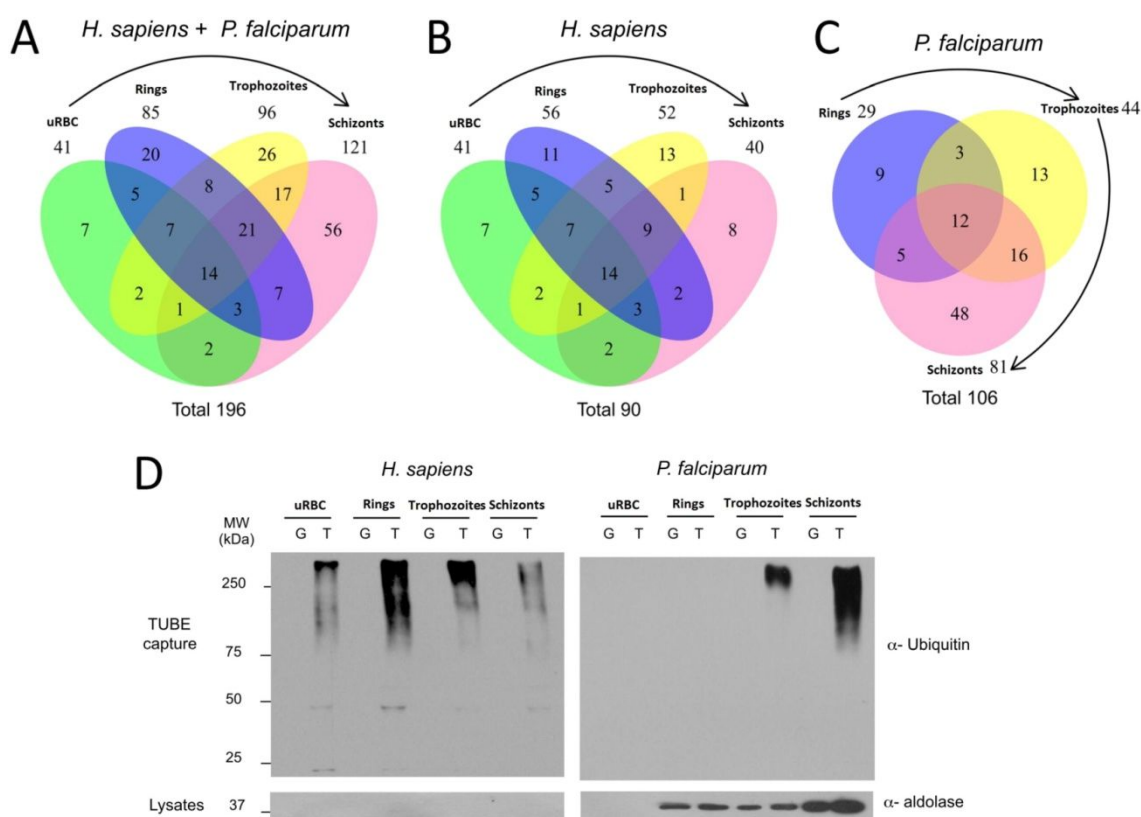 A
H. sapiens + P. falciparum
uRBC
41
Rings
85
Trophozoites
96
Schizonts
121
20
26
5
8
17
7
7
21
56
14
2
1
3
7
2
Total 196
B
H. sapiens
uRBC
41
Rings
56
Trophozoites
52
Schizonts
40
11
13
5
5
1
7
7
9
8
14
2
1
3
2
2
Total 90
C
P. falciparum
Rings 29
Trophozoites 44
3
9
13
12
5
16
48
Schizonts 81
Total 106
D
H. sapiens
P. falciparum
uRBC Rings Trophozoites Schizonts
uRBC Rings Trophozoites Schizonts
MW
(kDa)
G T G T G T G T
G T G T G T G T
250
TUBE
capture
75
50
25
α- Ubiquitin
Lysates 37
α- aldolase